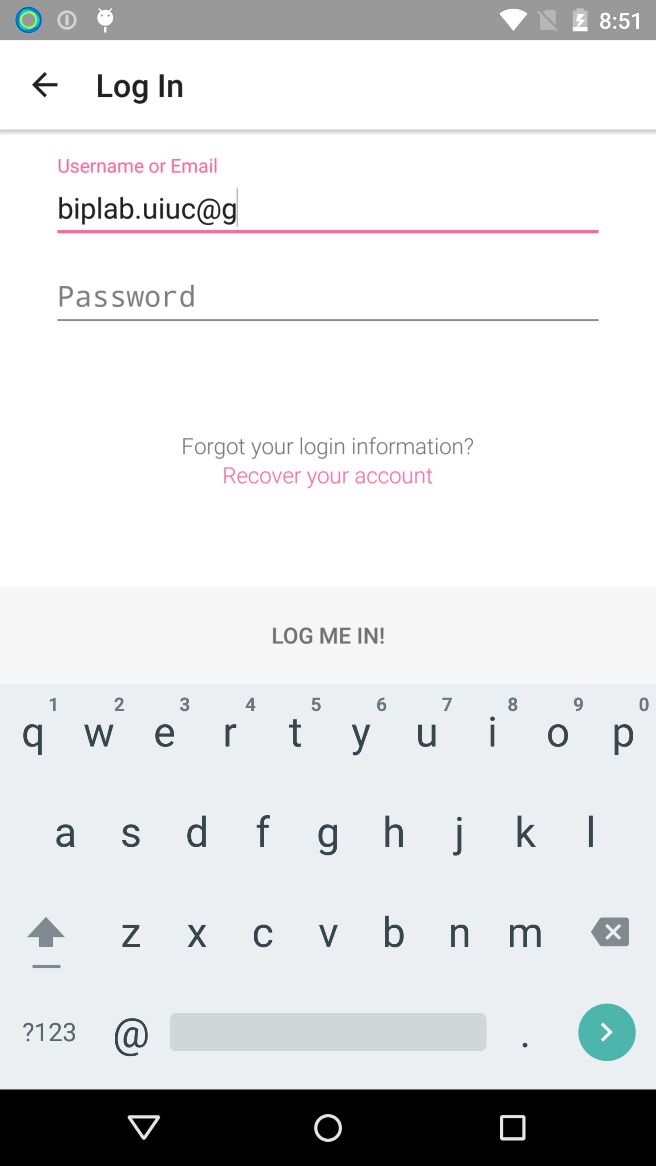 8:51
Log In
Username or Email
biplab.uiuc@g
Password
Forgot your login information?
Recover your account
LOG ME IN!
1 2 3 4 5 6 7 8 9 0
q w e r t y u i o p
a s d f g h j k l
z x c v b n m
?123 @ .